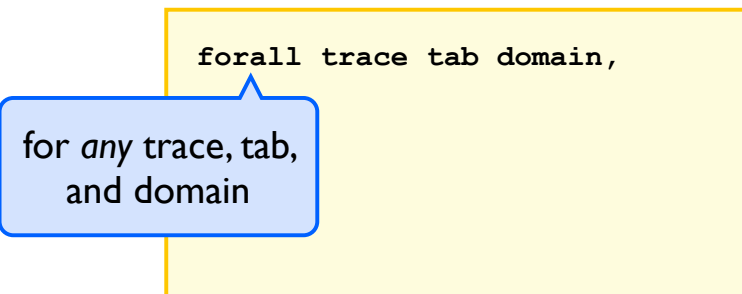 forall trace tab domain,
for any trace, tab,
and domain